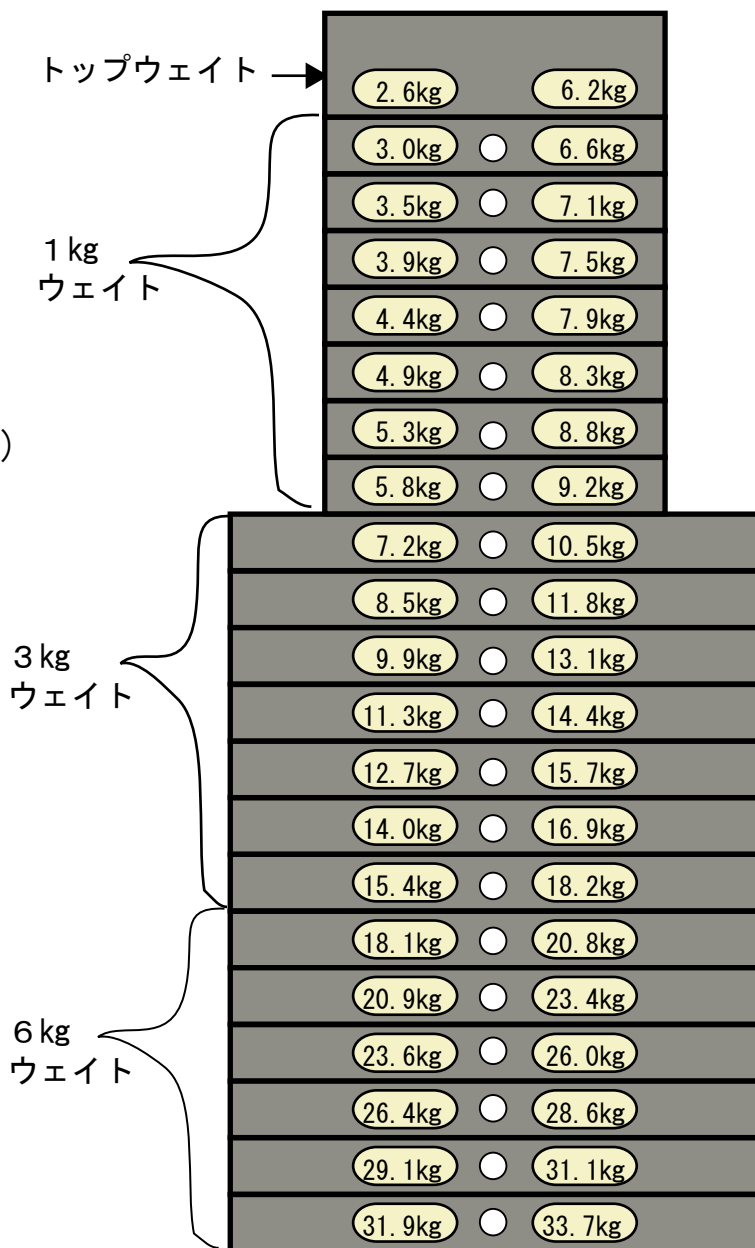 トップウェイト
2.6kg 6.2kg
3.0kg 6.6kg
3.5kg 7.1kg
1kg
ウェイト
3.9kg 7.5kg
4.4kg 7.9kg
4.9kg 8.3kg
)
5.3kg 8.8kg
5.8kg 9.2kg
7.2kg 10.5kg
8.5kg 11.8kg
3kg
ウェイト
9.9kg 13.1kg
11.3kg 14.4kg
12.7kg 15.7kg
14.0kg 16.9kg
15.4kg 18.2kg
18.1kg 20.8kg
20.9kg 23.4kg
6kg
ウェイト
23.6kg 26.0kg
26.4kg 28.6kg
29.1kg 31.1kg
31.9kg 33.7kg